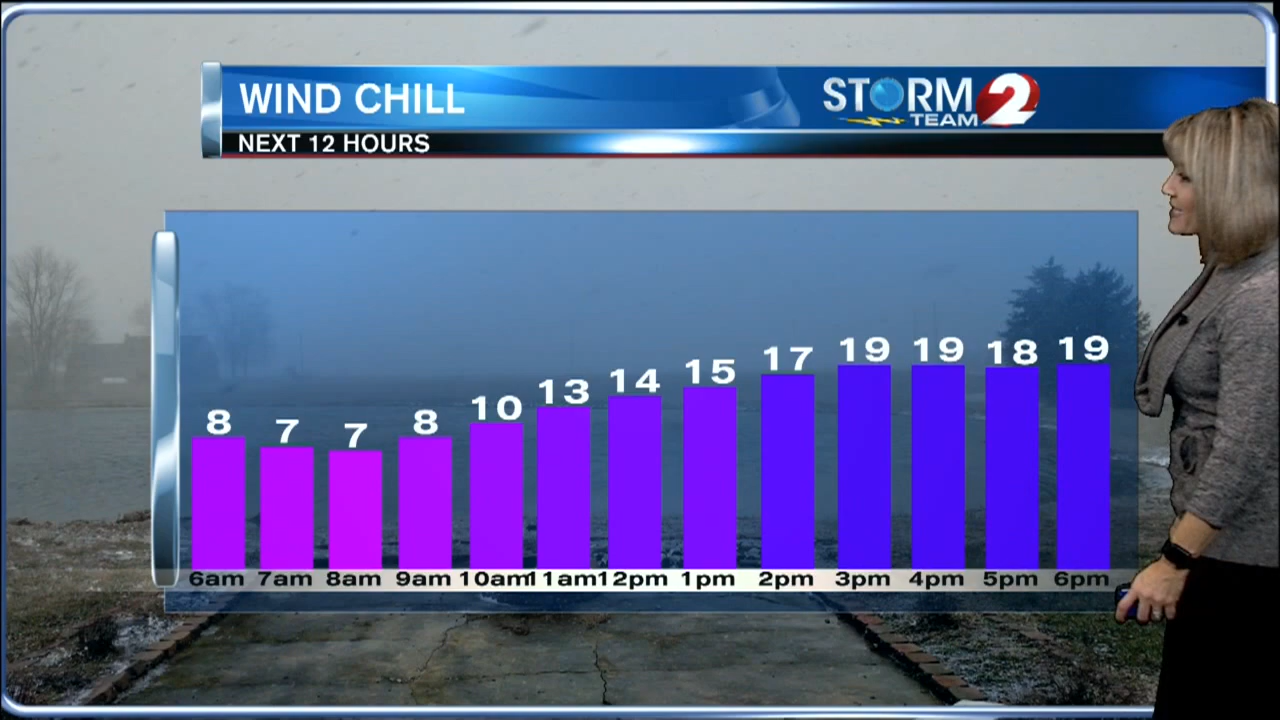 WIND CHILL
STORM
TEAM 2
NEXT 12 HOURS
8 7 7 8 10 13 14 15 17 19 19 18 19
6am 7am 8am 9am 10am 11am 12pm 1pm 2pm 3pm 4pm 5pm 6pm